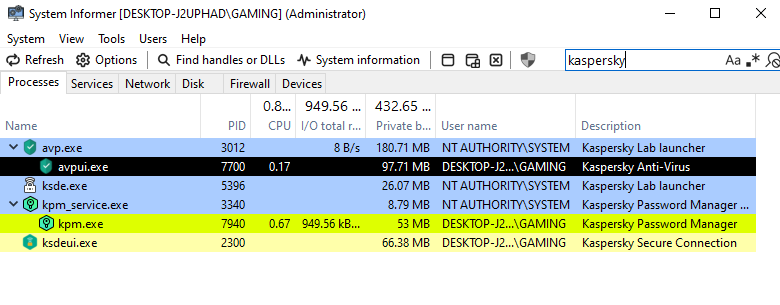 System Informer [DESKTOP-J2UPHAD\GAMING] (Administrator)
System View Tools Users Help
Refresh Options Find handles or DLLs System information kaspersky Aa .*
Processes Services Network Disk Firewall Devices
0.8... 949.56 ... 432.65 ...
Name PID CPU I/O total r... Private b... User name Description
avp.exe 3012 8 B/s 180.71 MB NT AUTHORITY\SYSTEM Kaspersky Lab launcher
avpui.exe 7700 0.17 97.71 MB DESKTOP-J2...\GAMING Kaspersky Anti-Virus
ksde.exe 5396 26.07 MB NT AUTHORITY\SYSTEM Kaspersky Lab launcher
kpm_service.exe 3340 8.79 MB NT AUTHORITY\SYSTEM Kaspersky Password Manager ...
kpm.exe 7940 0.67 949.56 kB... 53 MB DESKTOP-J2...\GAMING Kaspersky Password Manager
ksdeui.exe 2300 66.38 MB DESKTOP-J2...\GAMING Kaspersky Secure Connection